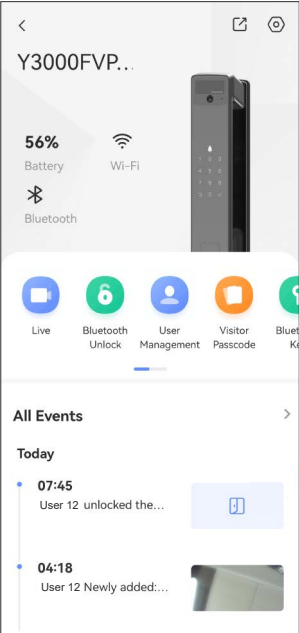 Y3000FVP...
56%
Battery
Wi-Fi
Bluetooth
Live
Bluetooth
Unlock
User
Management
Visitor
Passcode
Bluet
Ke
All Events
Today
07:45
User 12 unlocked the...
04:18
User 12 Newly added:...